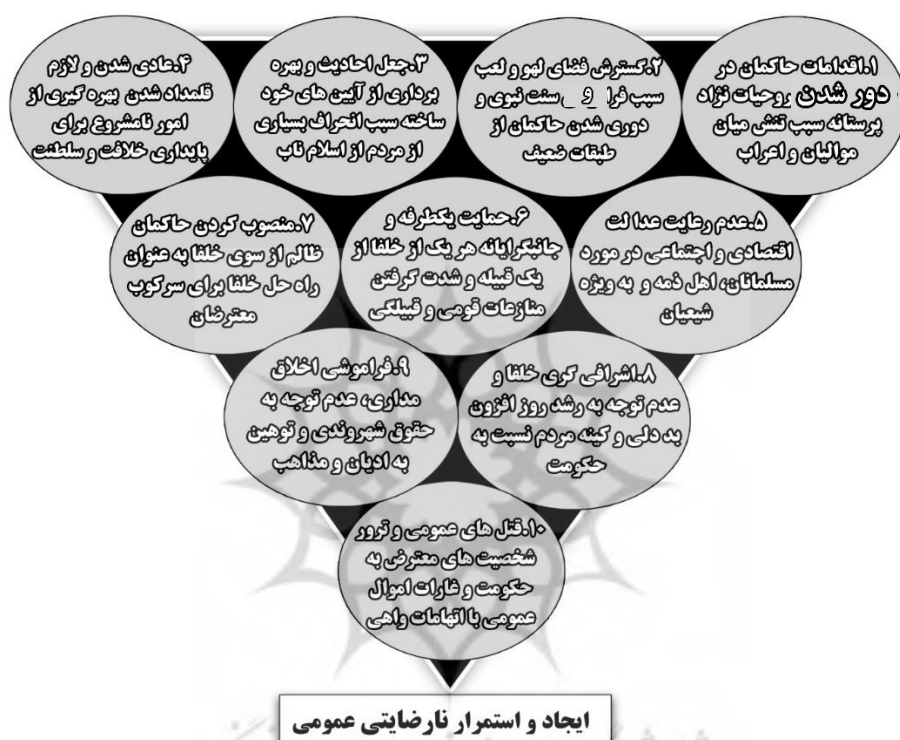 ۱.اقدامات حاکمان در
دور شدن روحیات نژاد
پرستانه سبب تنش میان
موالیان و اعراب
۲.گسترش فضای لهو و لعب
سبب و سنت نبوی و
دوری شدن حاکمان از
طبقات ضعیف
۳.جعل احادیث و بهره
برداری از آیین های خود
ساخته سبب انحراف بسیاری
از مردم از اسلام ناب
۴.عادی شدن و لازم
قلمداد شدن بهره گیری از
امور نامشروع برای
پایداری خلافت و سلطنت
۵.عدم رعایت عدا لت
اقتصادی و اجتماعی در مورد
مسلمانان، اهل ذمه و به ویژه
شیعیان
۶.حمایت یکطرفه و
جانبگرایانه هر یک از خلفا از
یک قبیله و شدت گرفتن
منازعات قومی و قبیلگی
۷.منصوب کردن حاکمان
ظالم از سوی خلفا به عنوان
راه حل خلفا برای سرکوب
معترضان
۸.اشرافی گری خلفا و
عدم توجه به رشد روز افزون
بد دلی و کینه مردم نسبت به
حکومت
۹.فراموشی اخلاق
مداری، عدم توجه به
حقوق شهروندی و توهین
به ادیان و مذاهب
۱۰.قتل های عمومی و ترور
شخصیت های معترض به
حکومت و غارات اموال
عمومی با اتهامات واهی
ایجاد و استمرار نارضایتی عمومی